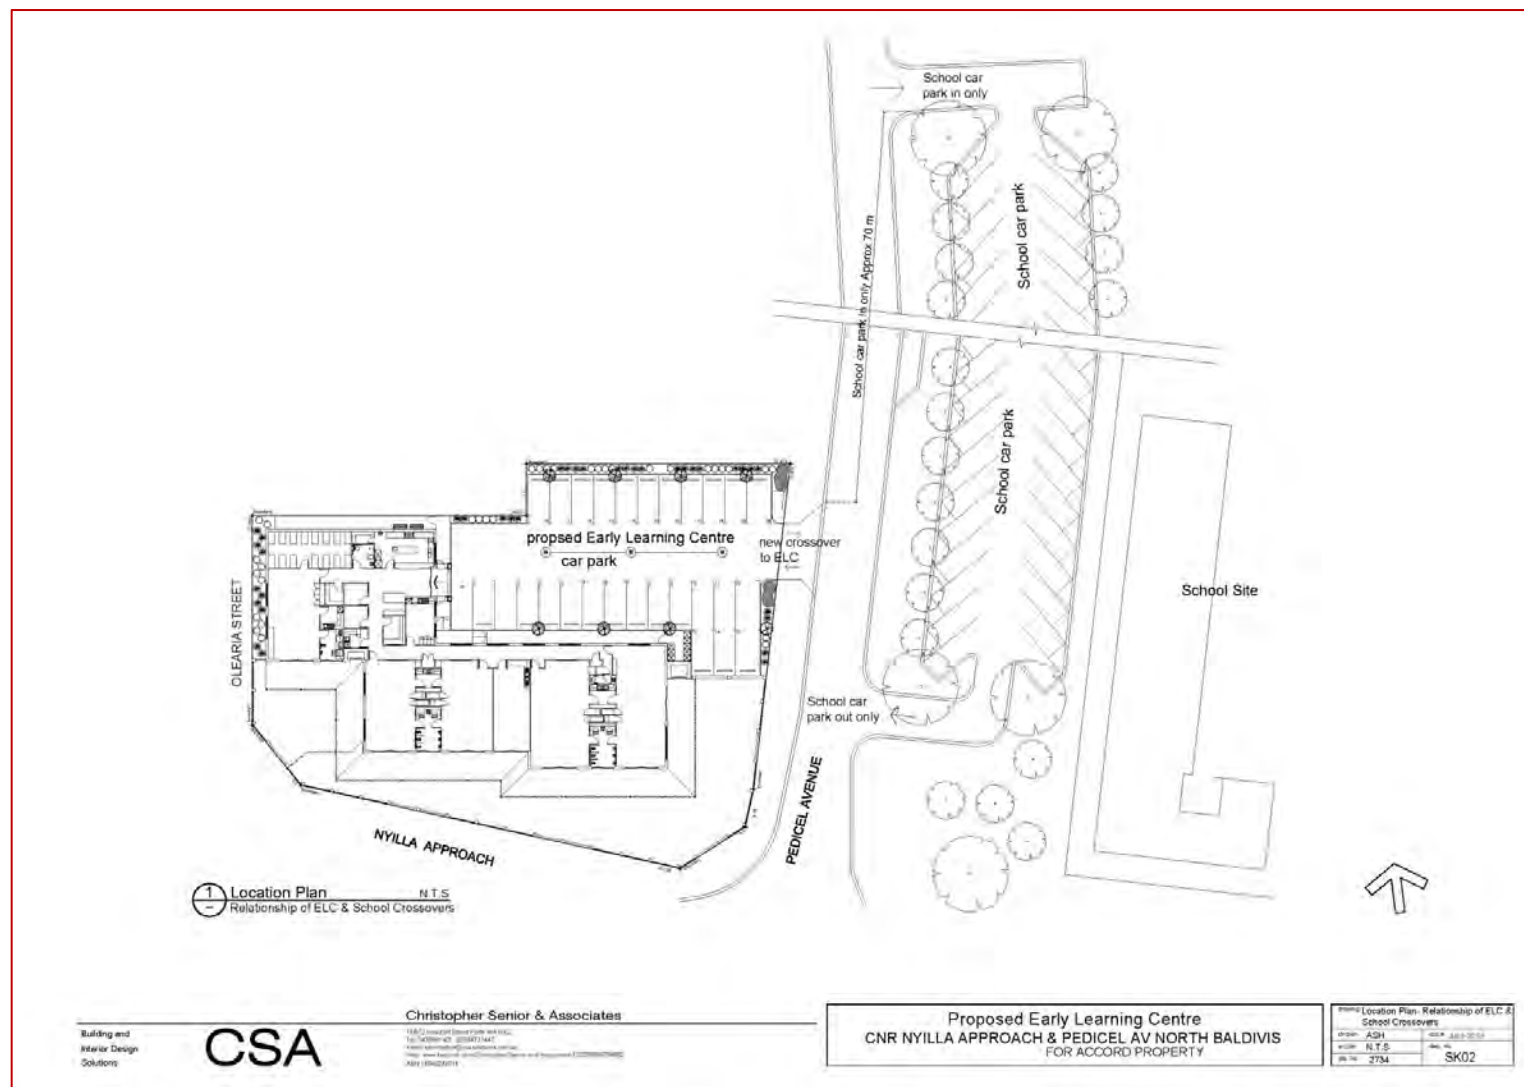 School car
park in only
School car park in only Approx 70 m
School car park
School car park
propsed Early Learning Centre
car park
new crossover
to ELC
School Site
OLEARIA STREET
School car
park out only
PEDICEL AVENUE
NYILLA APPROACH
1
Location Plan
N.T.S
Relationship of ELC & School Crossovers
Building and
Interior Design
Solutions
CSA
Christopher Senior & Associates
Proposed Early Learning Centre
CNR NYILLA APPROACH & PEDICEL AV NORTH BALDIVIS
FOR ACCORD PROPERTY
Location Plan- Relationship of ELC &
School Crossovers
ASH
N.T.S
2734
SK02